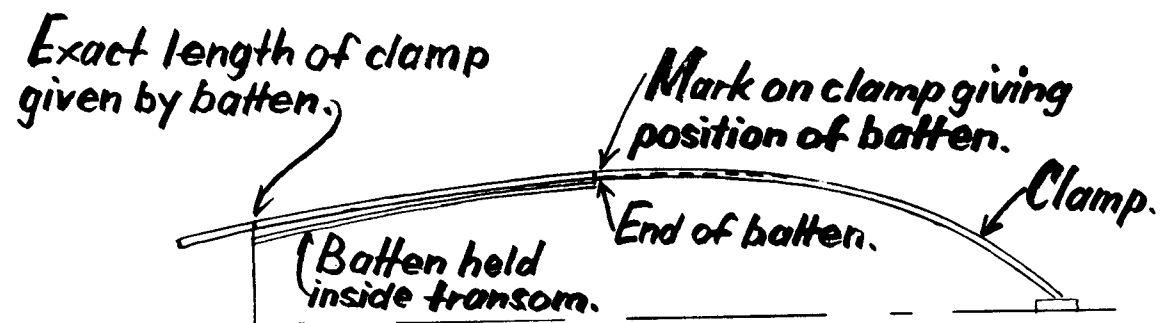 Exact length of clamp
given by batten.
Mark on clamp giving
position of batten.
Clamp.
End of batten.
Batten held
inside transom.